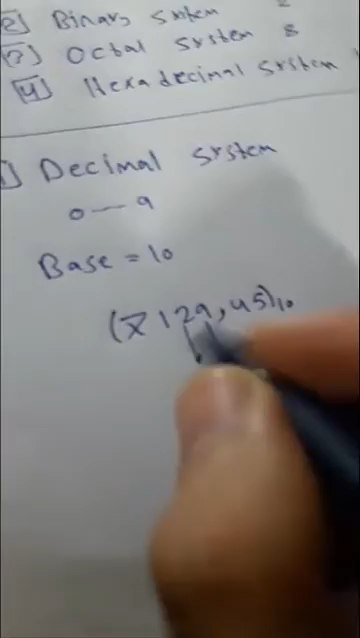 2] Binary system 2
3] Octal system 8
4] Hexadecimal system
1] Decimal system
0 — 9
Base = 10
(7129,45)10